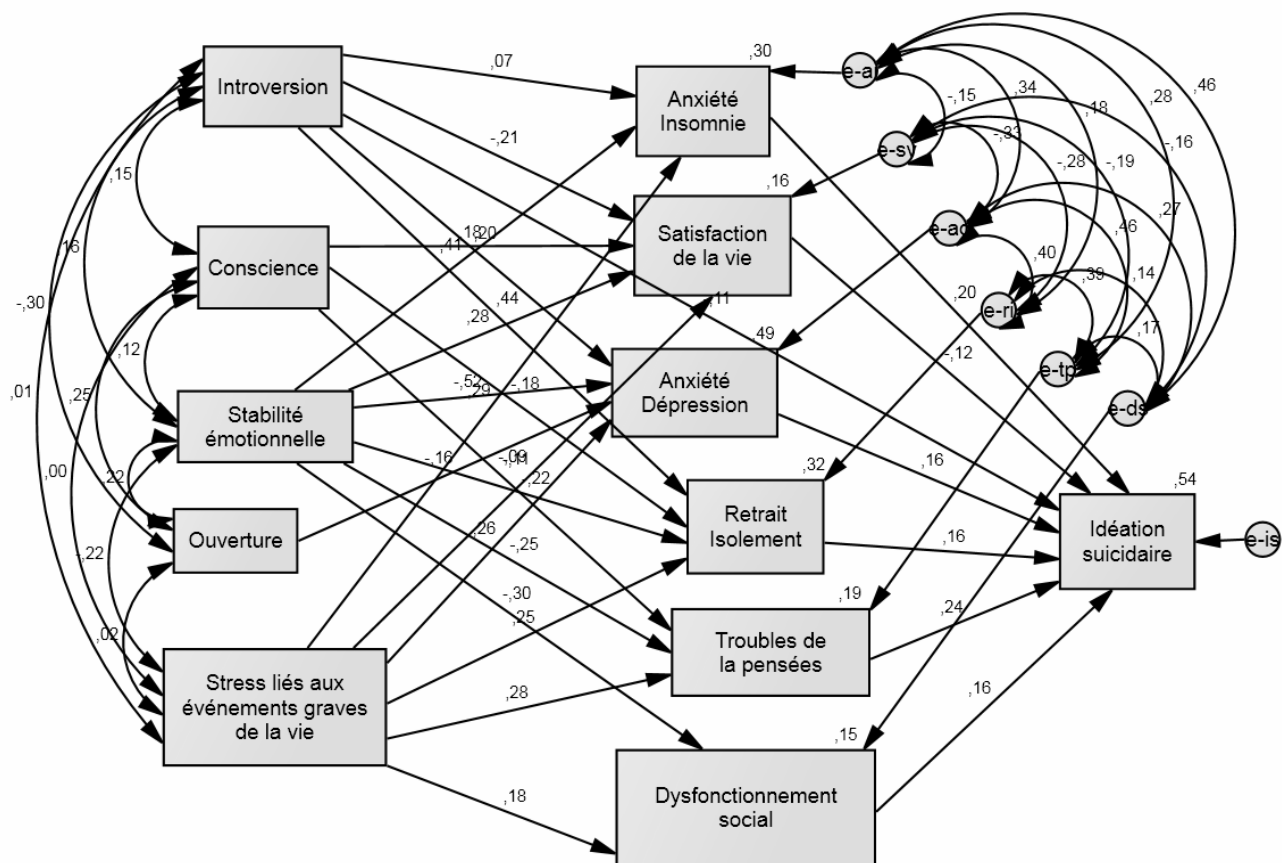 Introversion
Conscience
Stabilité
émotionnelle
Ouverture
Stress liés aux
événements graves
de la vie
Anxiété
Insomnie
Satisfaction
de la vie
Anxiété
Dépression
Retrait
Isolement
Troubles de
la pensées
Dysfonctionnement
social
Idéation
suicidaire
e-a
e-sv
e-ri
e-tp
e-ds
e-is
,07
-,21
,15
,16
-,30
,01
,12
,25
,00
,22
-,22
,02
,41
,18
,20
,44
,28
-,52
,29
-,18
-,16
-,09
,11
-,22
,26
-,25
-,30
,25
,28
,18
,30
,16
,11
,49
,20
-,12
,32
,16
,16
,19
,24
,15
,16
,54
-,15
,34
,18
,28
,46
-,33
-,28
-,19
-,16
,40
,46
,27
,39
,14
,17